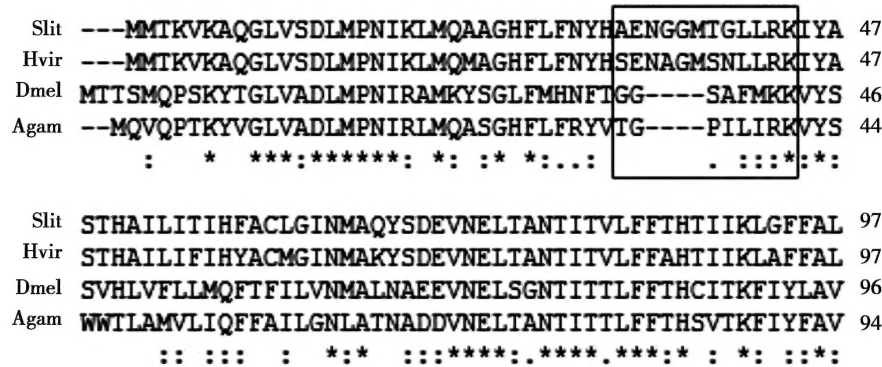 Slit ---MMTKVKAQGLVSDLMPNIKLMQAAGHFLFNYHAENGGMTGLLRKIYA 47
Hvir ---MMTKVKAQGLVSDLMPNIKLMQMAGHFLFNYHSENAGMSNLLRKIYA 47
Dmel MTTSMQPSKYTGLVADLMPNIRAMKYSGLFMHNFTGG----SAFMKKVYS 46
Agam --MQVQPTKYVGLVADLMPNIRLMQASGHFLFRYVTG----PILIRKVYS 44
: * ***:******: *: :* *:..: . :::*:*:
Slit STHAILITIHFACLGINMAQYSDEVNELTANTITVLFFTHTIIKLGFFAL 97
Hvir STHAILIFIHYACMGINMAKYSDEVNELTANTITVLFFAHTIIKLAFFAL 97
Dmel SVHLVFLLMQFTFILVNMALNAEEVNELSGNTITTLFFTHCITKFIYLAV 96
Agam WWTLAMVLIQFFAILGNLATNADDVNELTANTITTLFFTHSVTKFIYFAV 94
:: ::: : *:* :::****:.****.***:* : * : *: